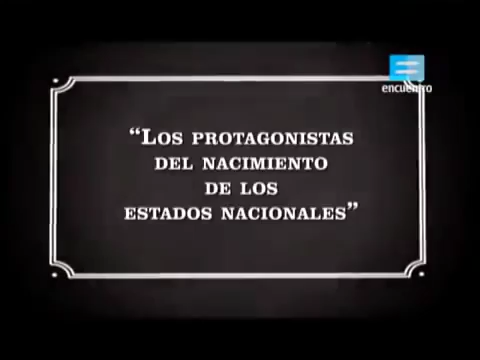 encuentro
“Los protagonistas
del nacimiento
de los
estados nacionales”